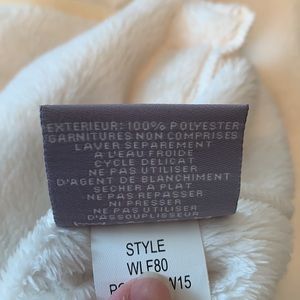 EXTERIEUR: 100% POLYESTER
GARNITURES NON COMPRISES
LAVER SEPAREMENT
A L'EAU FROIDE
CYCLE DELICAT
NE PAS UTILISER
D'AGENT DE BLANCHIMENT
SECHER A PLAT
NE PAS REPASSER
NI PRESSER
NE PAS UTILISER
D'ASSOUPLISSEUR
STYLE
WI F80